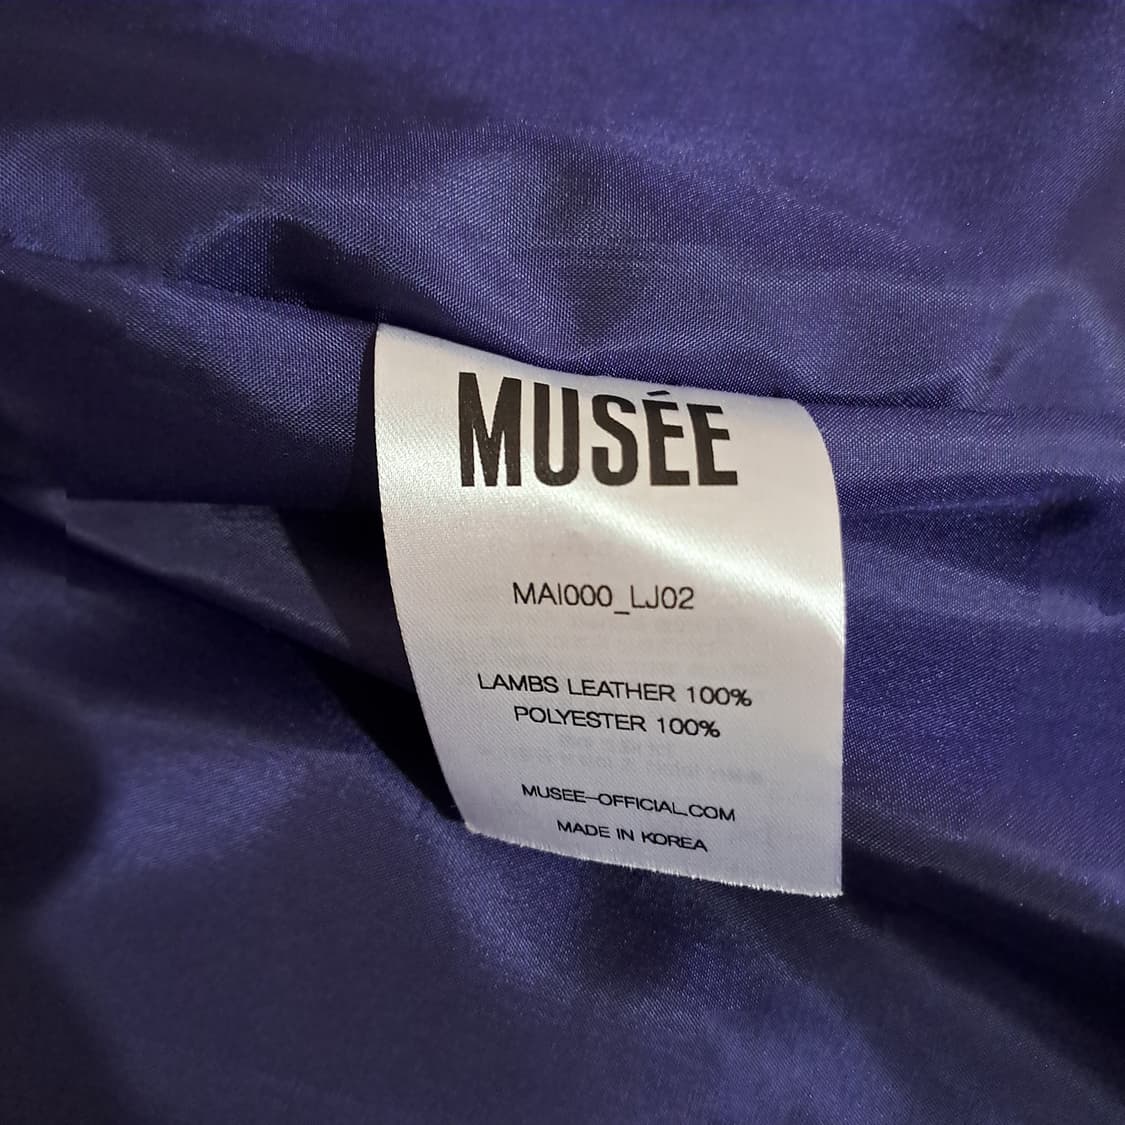 MUSÉE
MAI000_LJ02
LAMBS LEATHER 100%
POLYESTER 100%
MUSEE-OFFICIAL.COM
MADE IN KOREA